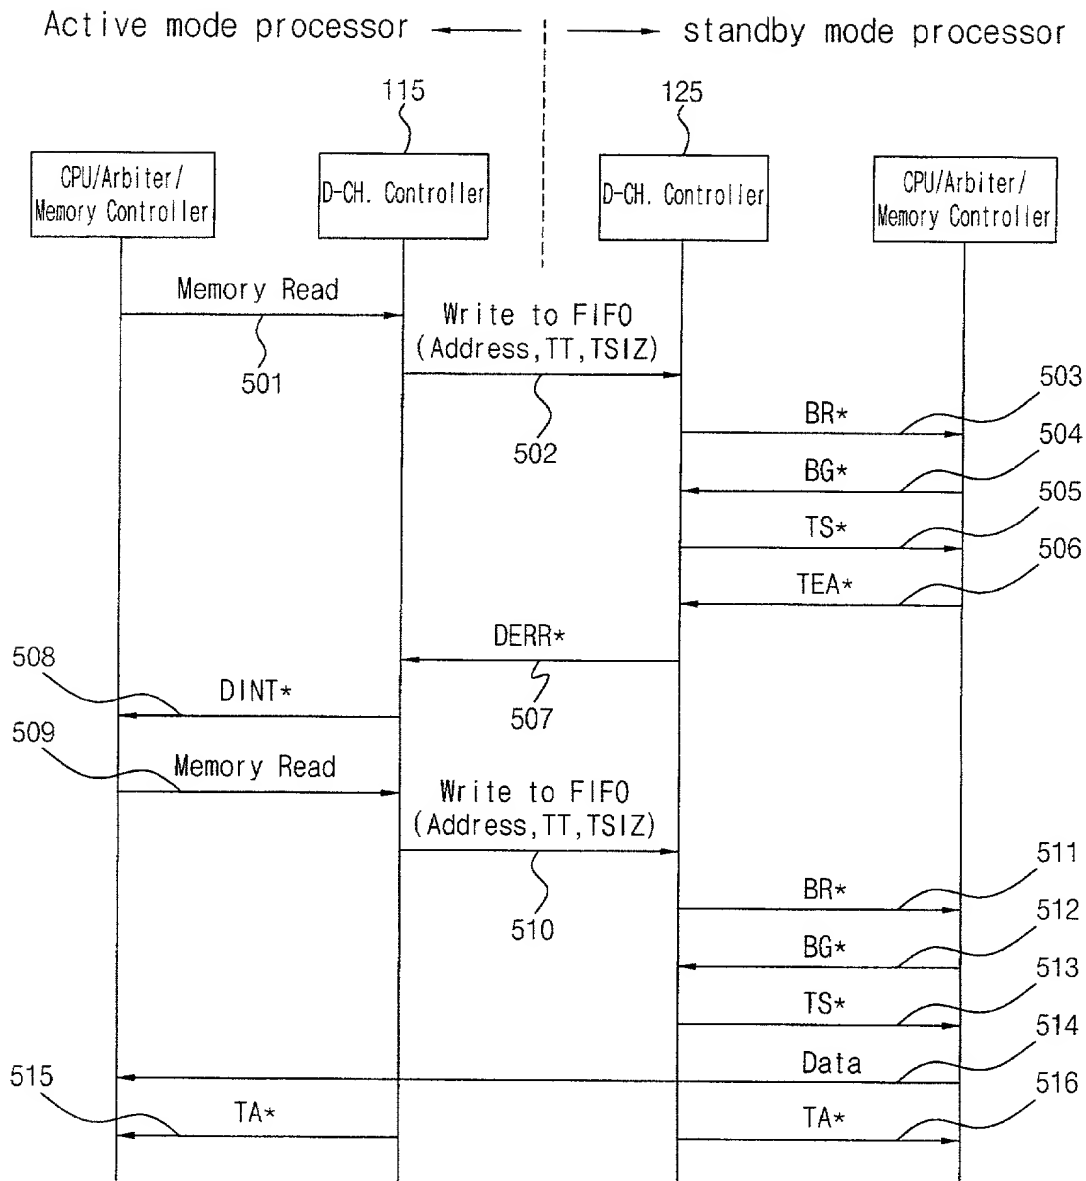 Active mode processor
standby mode processor
115
125
CPU/Arbiter/
Memory Controller
D-CH. Controller
D-CH. Controller
CPU/Arbiter/
Memory Controller
Memory Read
501
Write to FIFO
(Address,TT,TSIZ)
502
BR*
503
BG*
504
TS*
505
TEA*
506
DERR*
507
508
DINT*
509
Memory Read
Write to FIFO
(Address,TT,TSIZ)
510
BR*
511
BG*
512
TS*
513
Data
514
515
TA*
TA*
516